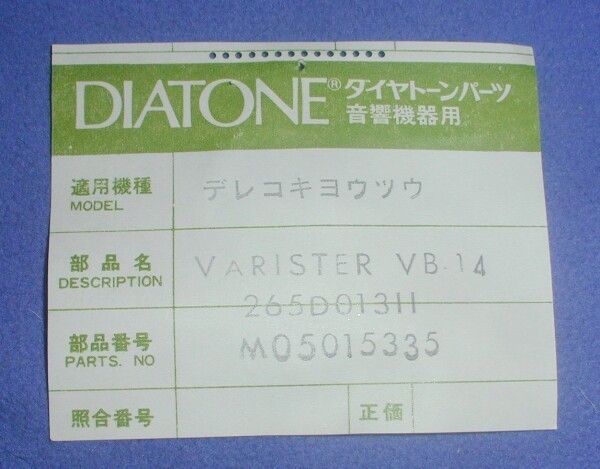 DIATONE® ダイヤトーンパーツ
音響機器用
適用機種 デレコキヨウツウ
MODEL
部品名 VARISTER VB-14
DESCRIPTION
265D013H
部品番号 M05015335
PARTS. NO
照合番号 正価